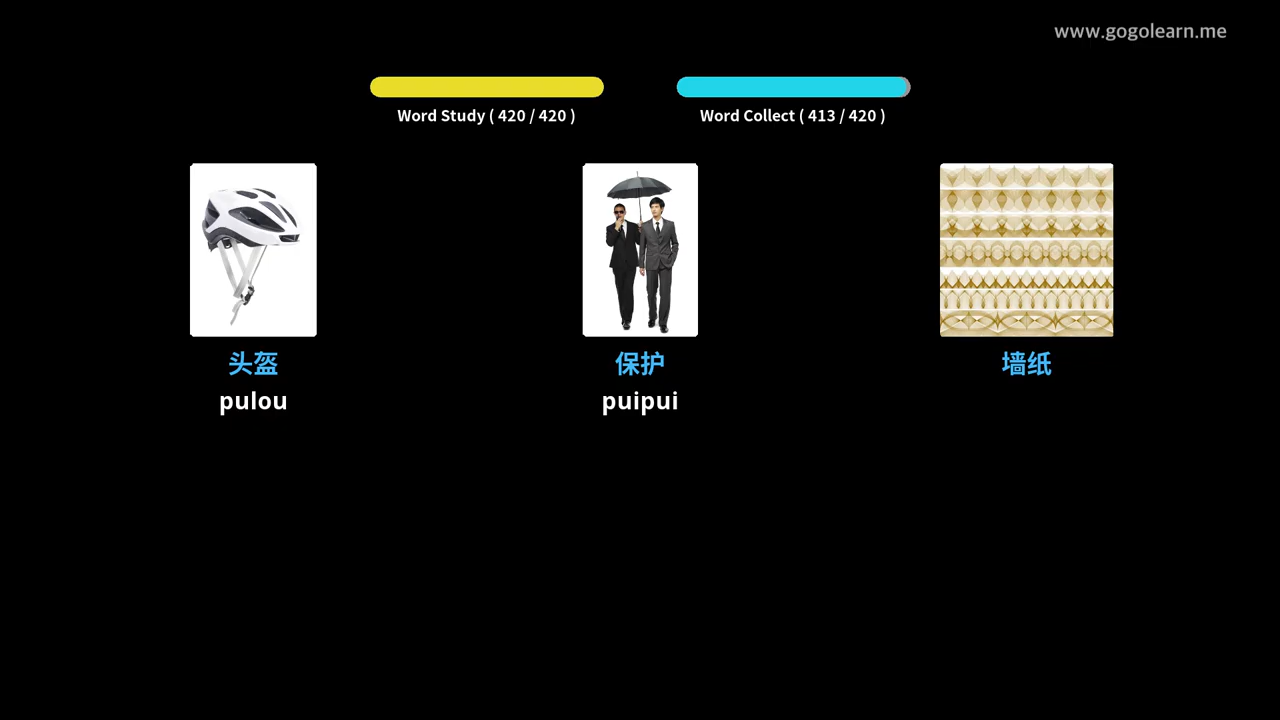 www.gogolearn.me
Word Study ( 420 / 420 )
Word Collect ( 413 / 420 )
头盔
保护
墙纸
pulou
puipui